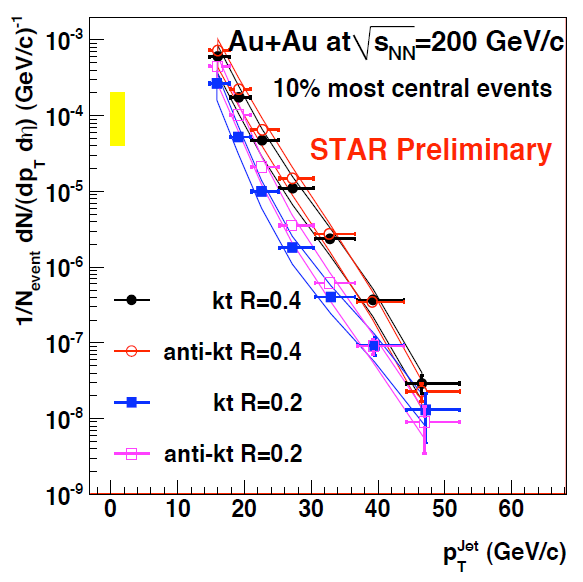 Au+Au at √sNN=200 GeV/c
10% most central events
STAR Preliminary
1/Nevent dN/(dpT dη) (GeV/c)-1
10-3
10-4
10-5
10-6
10-7
10-8
10-9
kt R=0.4
anti-kt R=0.4
kt R=0.2
anti-kt R=0.2
0 10 20 30 40 50 60
pTJet (GeV/c)